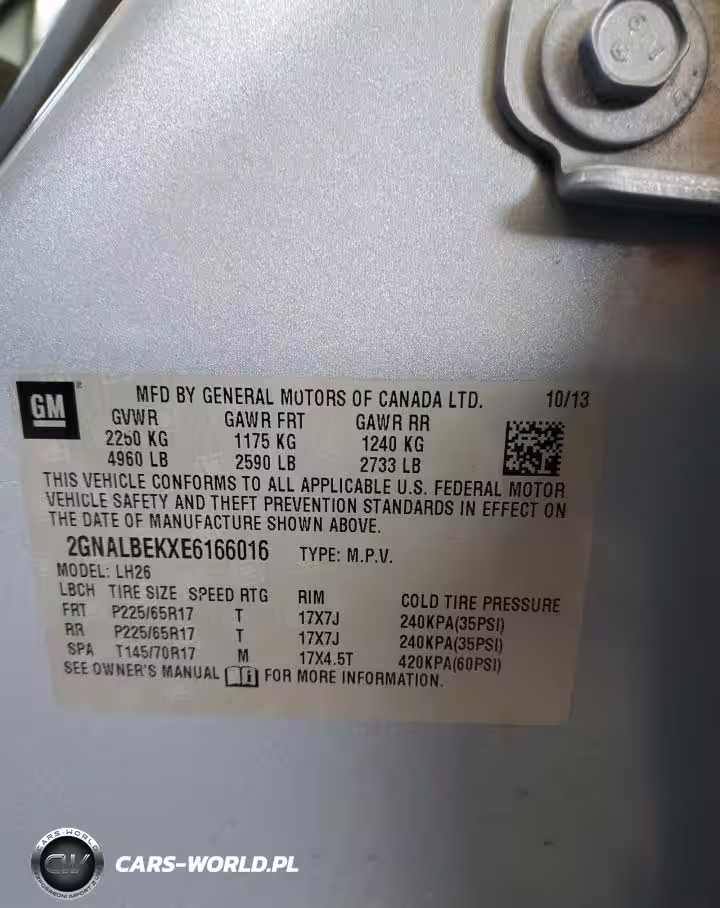 GM
MFD BY GENERAL MOTORS OF CANADA LTD. 10/13
GVWR GAWR FRT GAWR RR
2250 KG 1175 KG 1240 KG
4960 LB 2590 LB 2733 LB
THIS VEHICLE CONFORMS TO ALL APPLICABLE U.S. FEDERAL MOTOR
VEHICLE SAFETY AND THEFT PREVENTION STANDARDS IN EFFECT ON
THE DATE OF MANUFACTURE SHOWN ABOVE.
2GNALBEKXE6166016 TYPE: M.P.V.
MODEL: LH26
LBCH TIRE SIZE SPEED RTG RIM COLD TIRE PRESSURE
FRT P225/65R17 T 17X7J 240KPA(35PSI)
RR P225/65R17 T 17X7J 240KPA(35PSI)
SPA T145/70R17 M 17X4.5T 420KPA(60PSI)
SEE OWNER'S MANUAL FOR MORE INFORMATION.
CARS-WORLD
CW
CARS-WORLD.PL